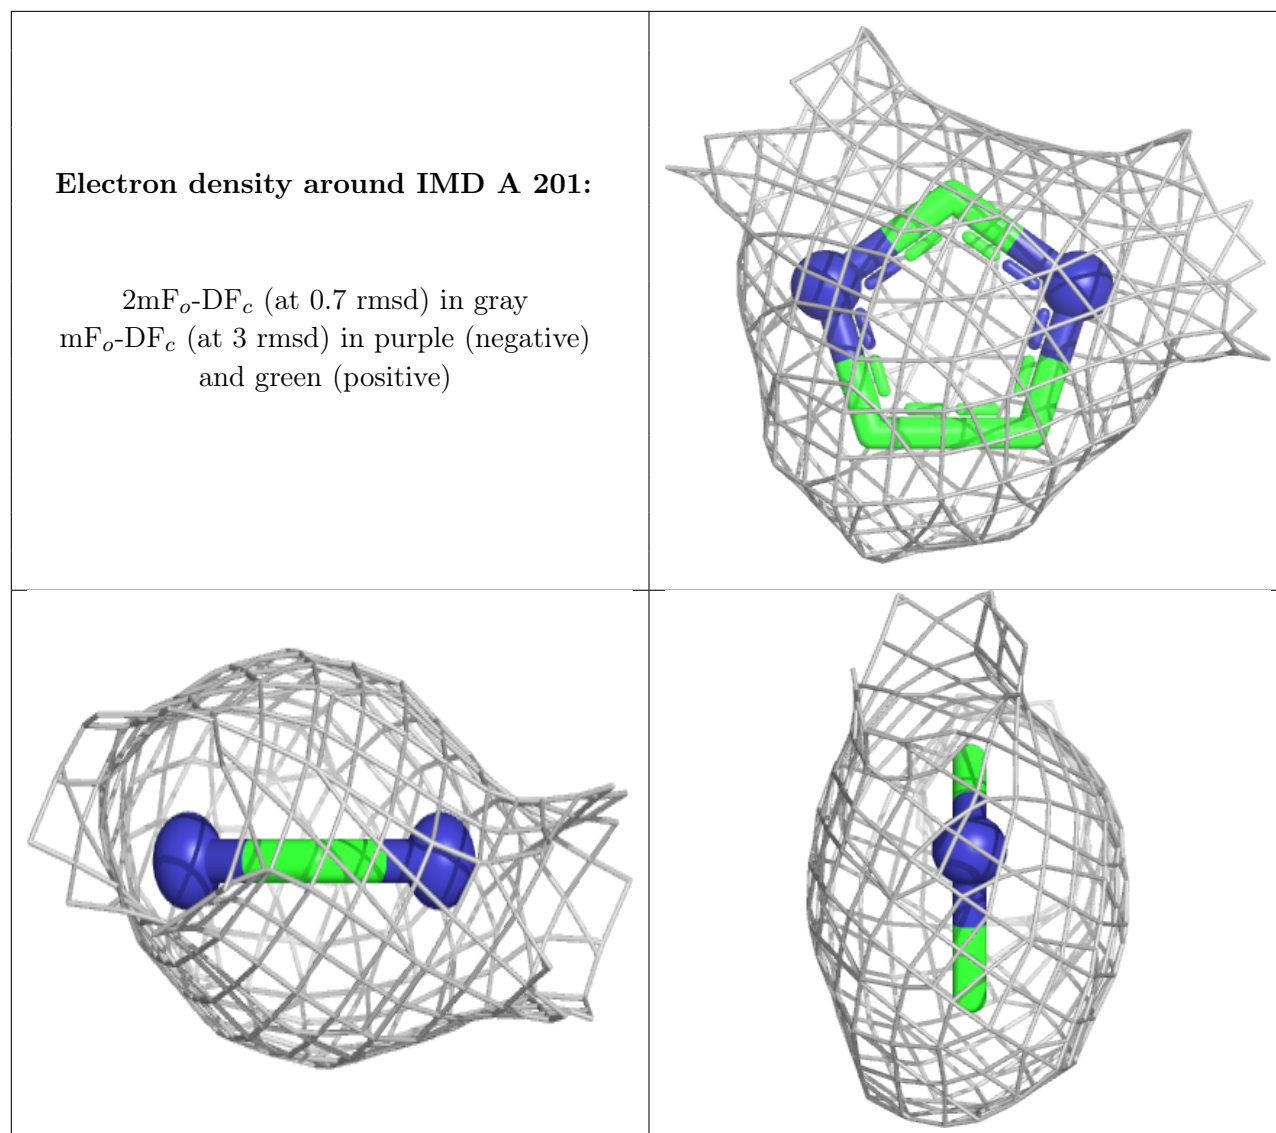 Electron density around IMD A 201:
2mFo-DFc (at 0.7 rmsd) in gray
mFo-DFc (at 3 rmsd) in purple (negative)
and green (positive)